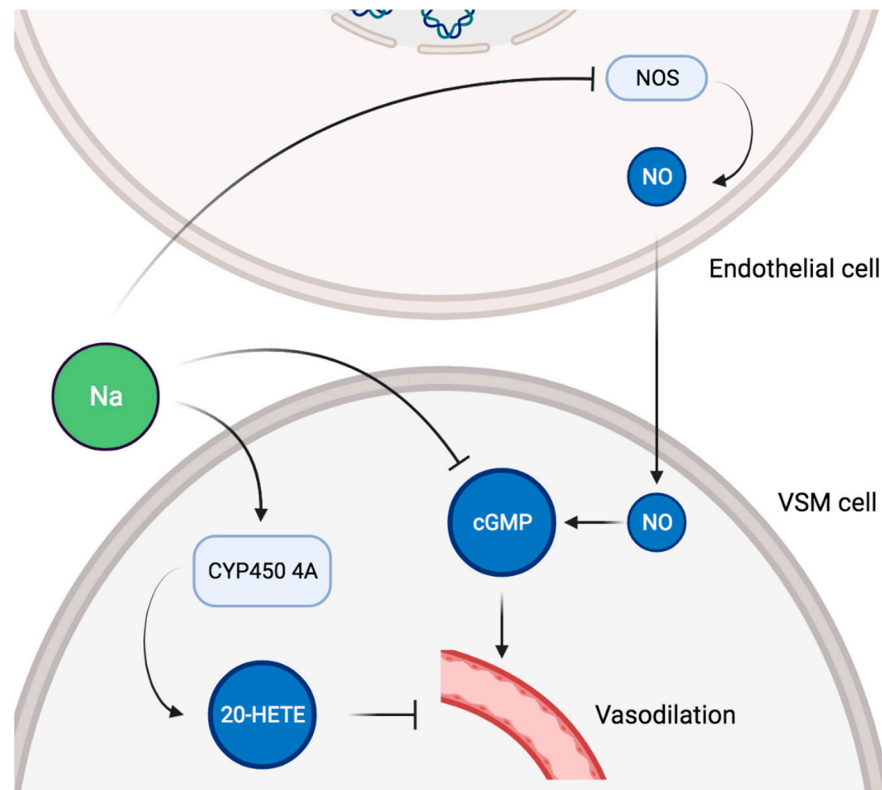 NOS
NO
Endothelial cell
Na
VSM cell
cGMP
NO
CYP450 4A
20-HETE
Vasodilation